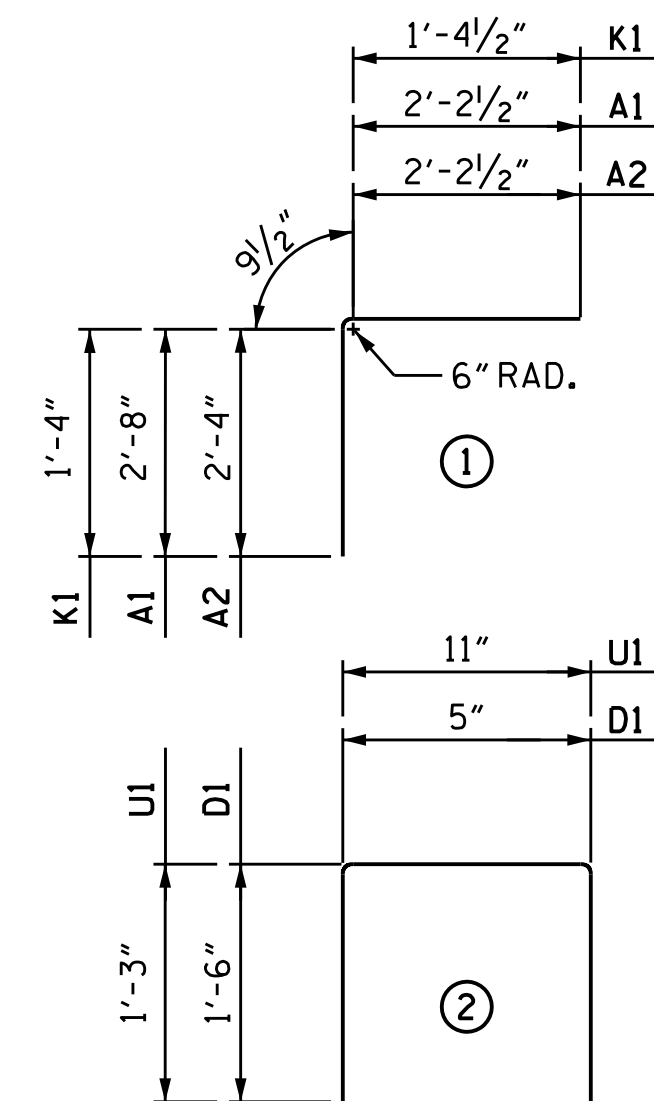 1'-4½" K1
2'-2½" A1
2'-2½" A2
9½"
6" RAD.
1'-4"
2'-8"
2'-4"
1
K1
A1
A2
11" U1
5" D1
U1
D1
1'-3"
1'-6"
2